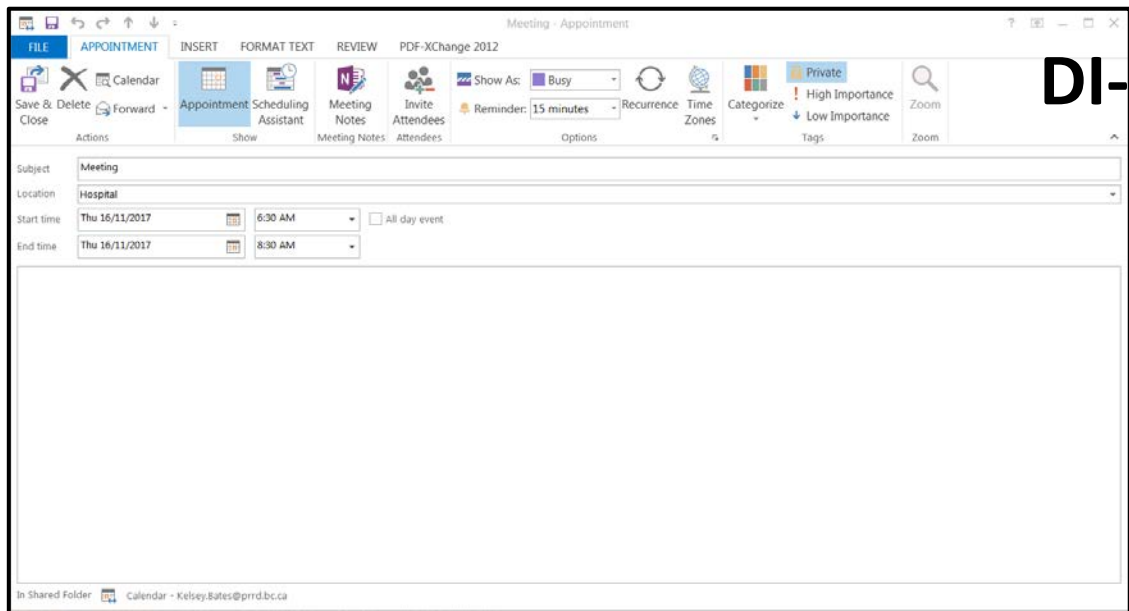 Meeting - Appointment
FILE APPOINTMENT INSERT FORMAT TEXT REVIEW PDF-XChange 2012
DI-
Save & Close
Delete
Calendar
Forward
Actions
Appointment
Scheduling Assistant
Show
Meeting Notes
Meeting Notes
Invite Attendees
Attendees
Show As: Busy
Reminder: 15 minutes
Recurrence
Time Zones
Options
Categorize
Private
High Importance
Low Importance
Tags
Zoom
Zoom
Subject Meeting
Location Hospital
Start time Thu 16/11/2017 6:30 AM All day event
End time Thu 16/11/2017 8:30 AM
In Shared Folder Calendar - Kelsey.Bates@prrd.bc.ca